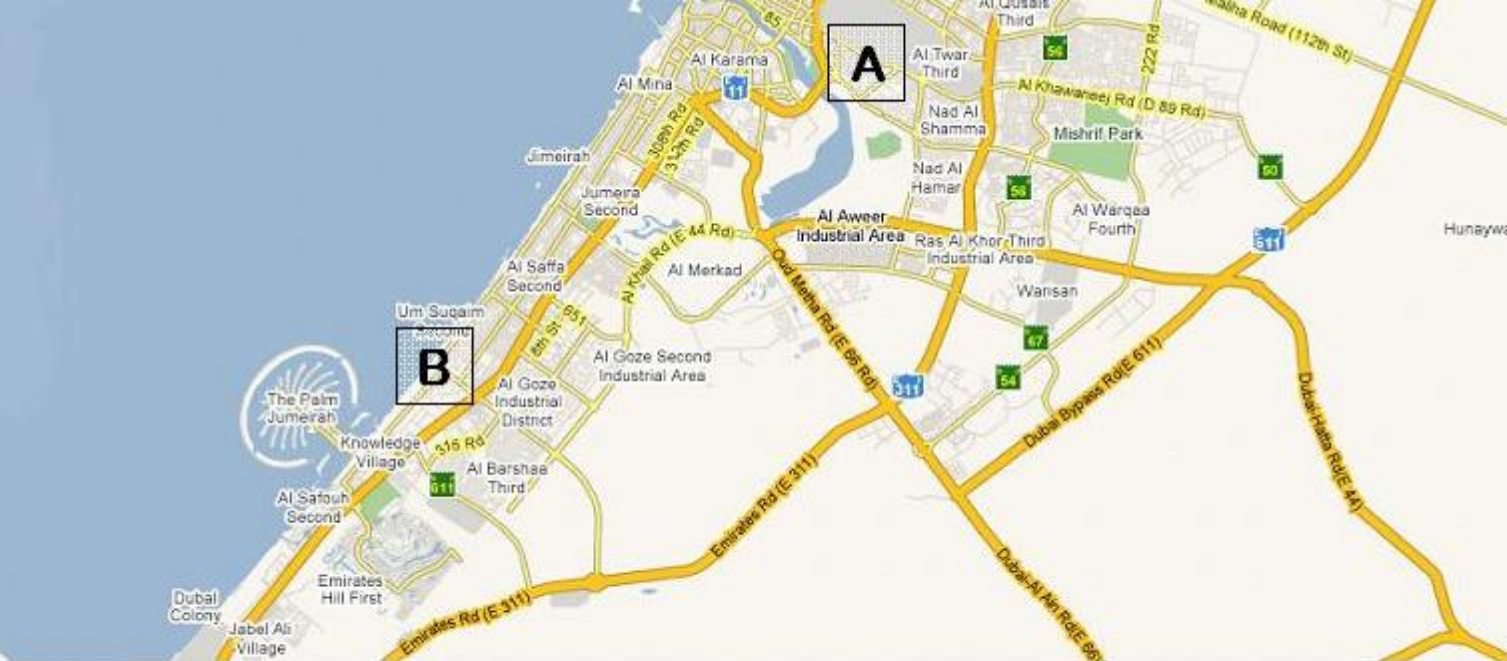 Al Qusais
Third
85
56
222 Rd
Maliha Road (112th St)
A
Al Twar
Third
Al Karama
11
Al Mina
Al Khawaneej Rd (D 89 Rd)
308th Rd
312th Rd
Nad Al
Shamma
Mishrif Park
Jimeirah
50
Nad Al
Hamar
58
Jumeira
Second
Al Warqaa
Fourth
Al Aweer
Industrial Area
611
Hunaywa
Al Khail Rd (E 44 Rd)
Ras Al Khor Third
Industrial Area
Al Merkad
Al Saffa
Second
Oud Metha Rd (E 66 Rd)
Warisan
Um Suqaim
Second
651
8th St
67
B
Al Goze Second
Industrial Area
54
311
Dubai Bypass Rd(E 611)
Al Goze
Industrial
District
The Palm
Jumeirah
Dubai-Hatta Rd(E 44)
Knowledge
Village
316 Rd
Al Barshaa
Third
611
Al Safouh
Second
Emirates Rd (E 311)
Emirates
Hill First
Dubai-Al Ain Rd(E 66)
Dubal
Colony
Emirates Rd (E 311)
Jabel Ali
Village